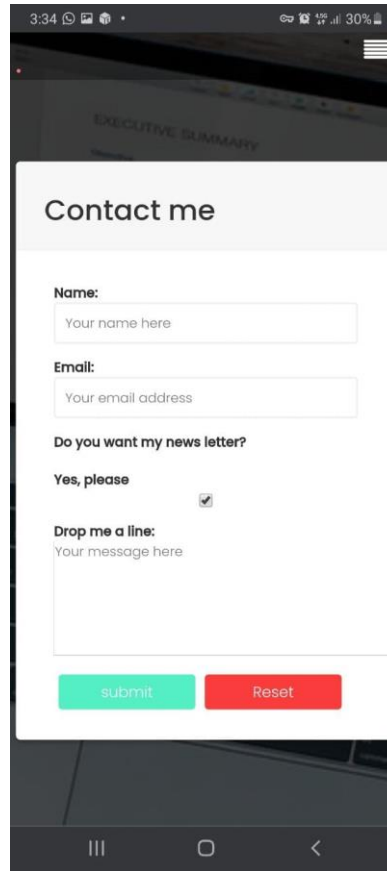 3:34
30%
EXECUTIVE SUMMARY
Contact me
Name:
Your name here
Email:
Your email address
Do you want my news letter?
Yes, please
Drop me a line:
Your message here
submit
Reset